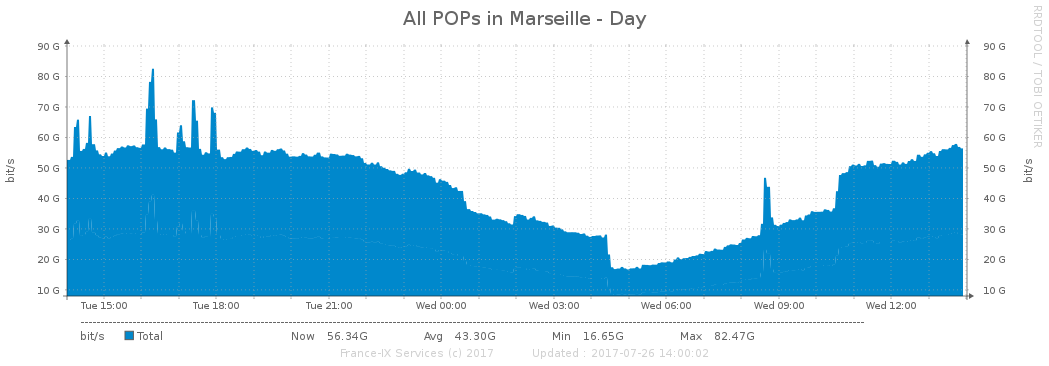 All POPs in Marseille - Day
RRDTOOL / TOBI OETIKER
90 G 90 G
80 G 80 G
70 G 70 G
60 G 60 G
50 G 50 G
40 G 40 G
30 G 30 G
20 G 20 G
10 G 10 G
bit/s bit/s
Tue 15:00 Tue 18:00 Tue 21:00 Wed 00:00 Wed 03:00 Wed 06:00 Wed 09:00 Wed 12:00
bit/s Total Now 56.34G Avg 43.30G Min 16.65G Max 82.47G
France-IX Services (c) 2017 Updated : 2017-07-26 14:00:02